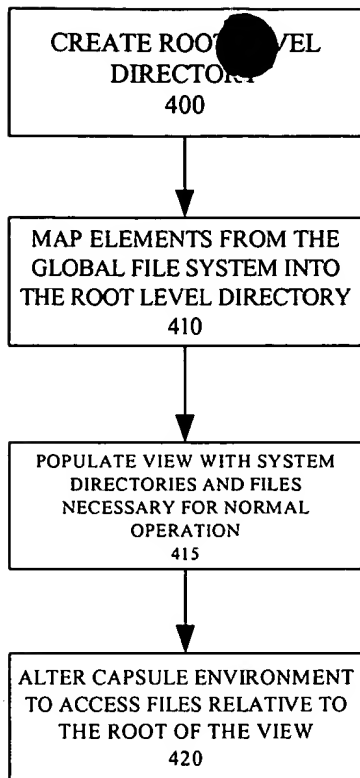 CREATE ROOT VEL
DIRECTORY
400
MAP ELEMENTS FROM THE
GLOBAL FILE SYSTEM INTO
THE ROOT LEVEL DIRECTORY
410
POPULATE VIEW WITH SYSTEM
DIRECTORIES AND FILES
NECESSARY FOR NORMAL
OPERATION
415
ALTER CAPSULE ENVIRONMENT
TO ACCESS FILES RELATIVE TO
THE ROOT OF THE VIEW
420